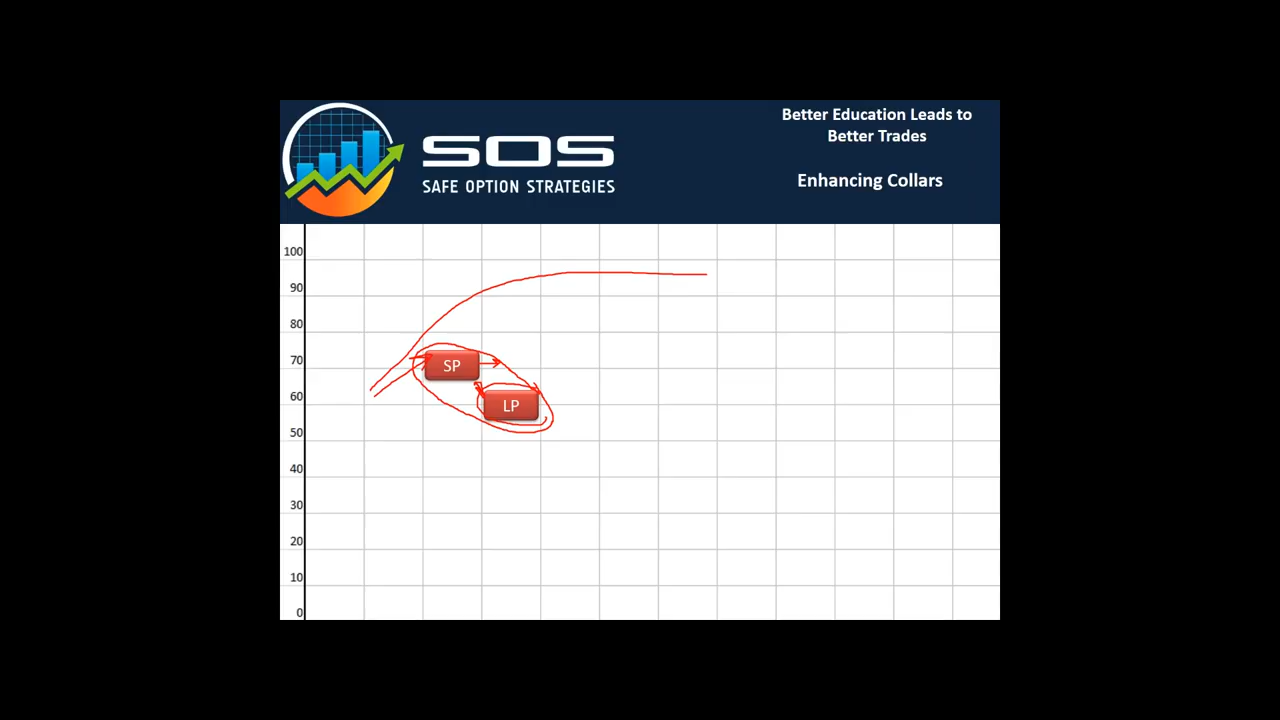 Better Education Leads to
Better Trades
SOS
SAFE OPTION STRATEGIES
Enhancing Collars
100
90
80
70
SP
60
LP
50
40
30
20
10
0